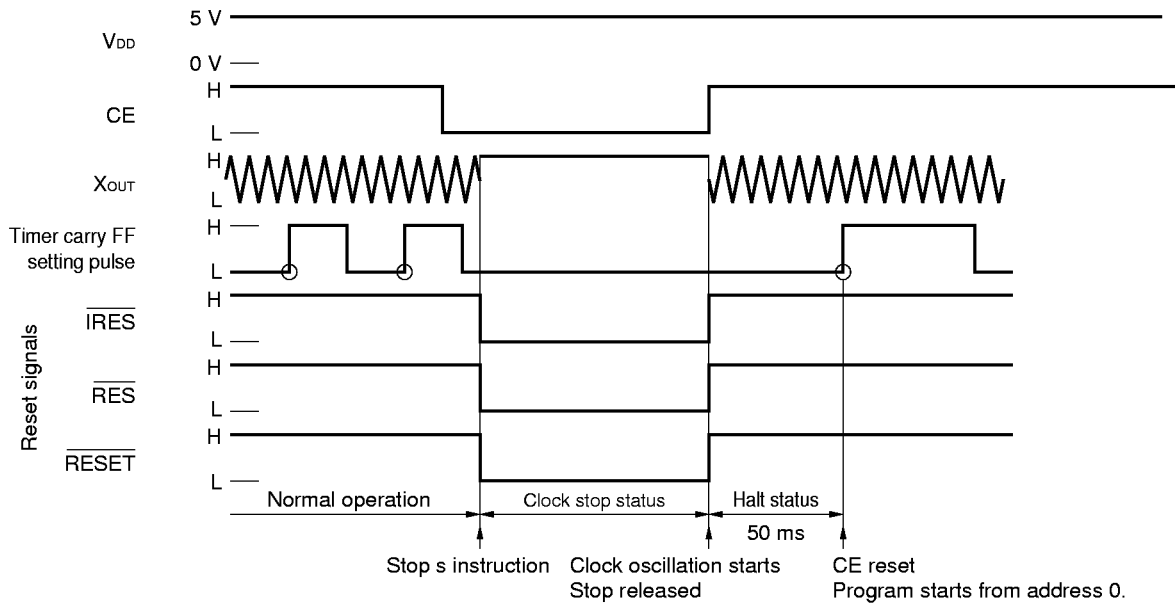 5 V
VDD
0 V
H
CE
L
H
XOUT
L
Timer carry FF
setting pulse
H
L
Reset signals
H
IRES
L
H
RES
L
H
RESET
L
Normal operation
Clock stop status
Halt status
50 ms
Stop s instruction
Clock oscillation starts
Stop released
CE reset
Program starts from address 0.